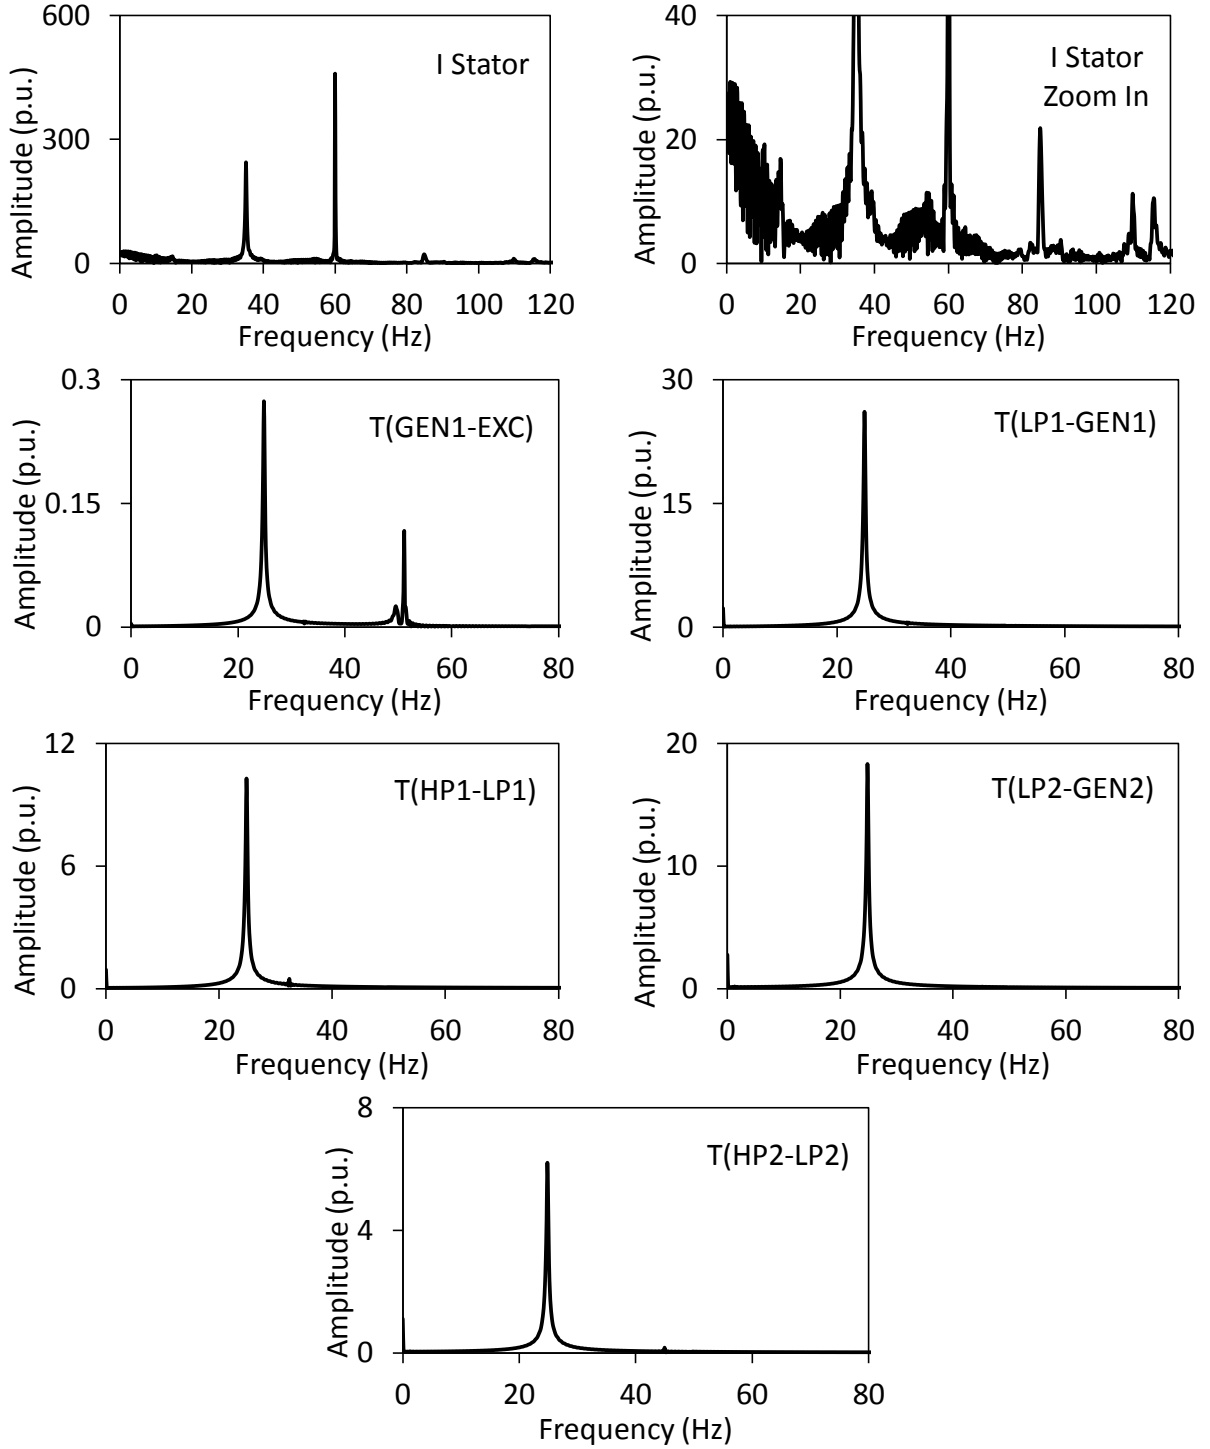 600
300
0
0 20 40 60 80 100 120
Amplitude (p.u.)
Frequency (Hz)
I Stator
40
20
0
0 20 40 60 80 100 120
Amplitude (p.u.)
Frequency (Hz)
I Stator
Zoom In
0.3
0.15
0
0 20 40 60 80
Amplitude (p.u.)
Frequency (Hz)
T(GEN1-EXC)
30
15
0
0 20 40 60 80
Amplitude (p.u.)
Frequency (Hz)
T(LP1-GEN1)
12
6
0
0 20 40 60 80
Amplitude (p.u.)
Frequency (Hz)
T(HP1-LP1)
20
10
0
0 20 40 60 80
Amplitude (p.u.)
Frequency (Hz)
T(LP2-GEN2)
8
4
0
0 20 40 60 80
Amplitude (p.u.)
Frequency (Hz)
T(HP2-LP2)